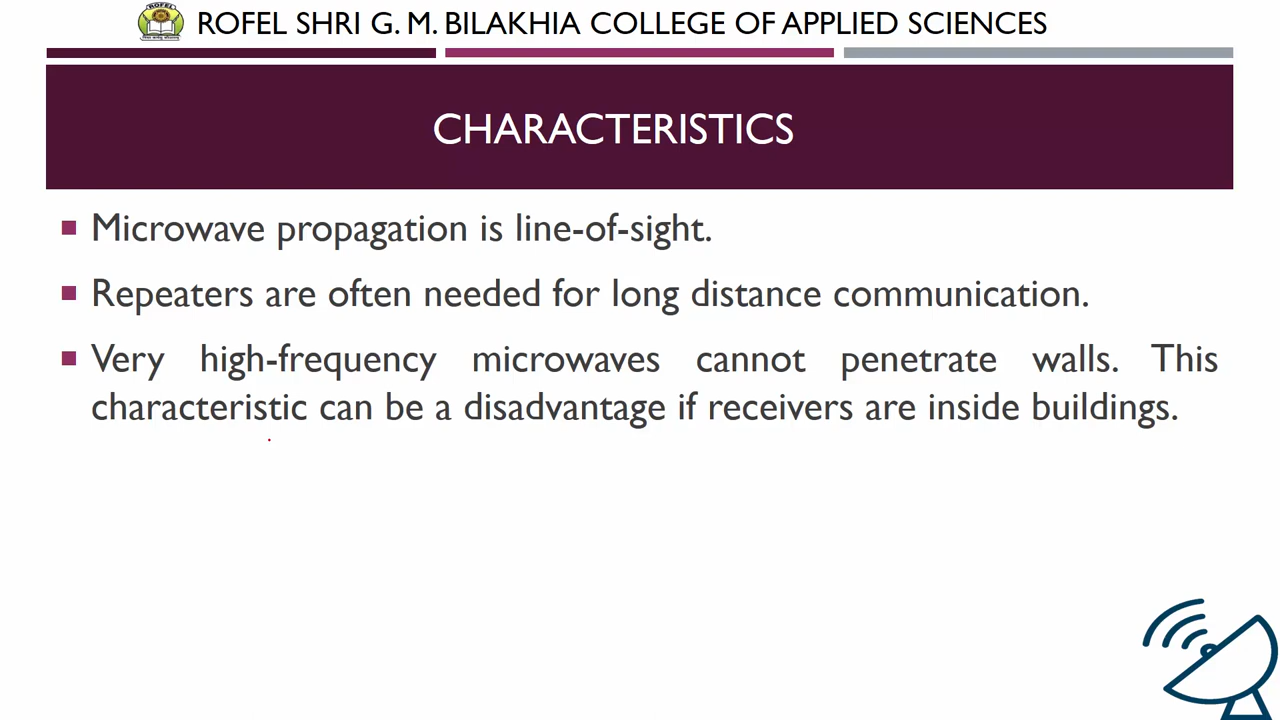 ROFEL
ROFEL SHRI G. M. BILAKHIA COLLEGE OF APPLIED SCIENCES
CHARACTERISTICS
Microwave propagation is line-of-sight.
Repeaters are often needed for long distance communication.
Very high-frequency microwaves cannot penetrate walls. This
characteristic can be a disadvantage if receivers are inside buildings.